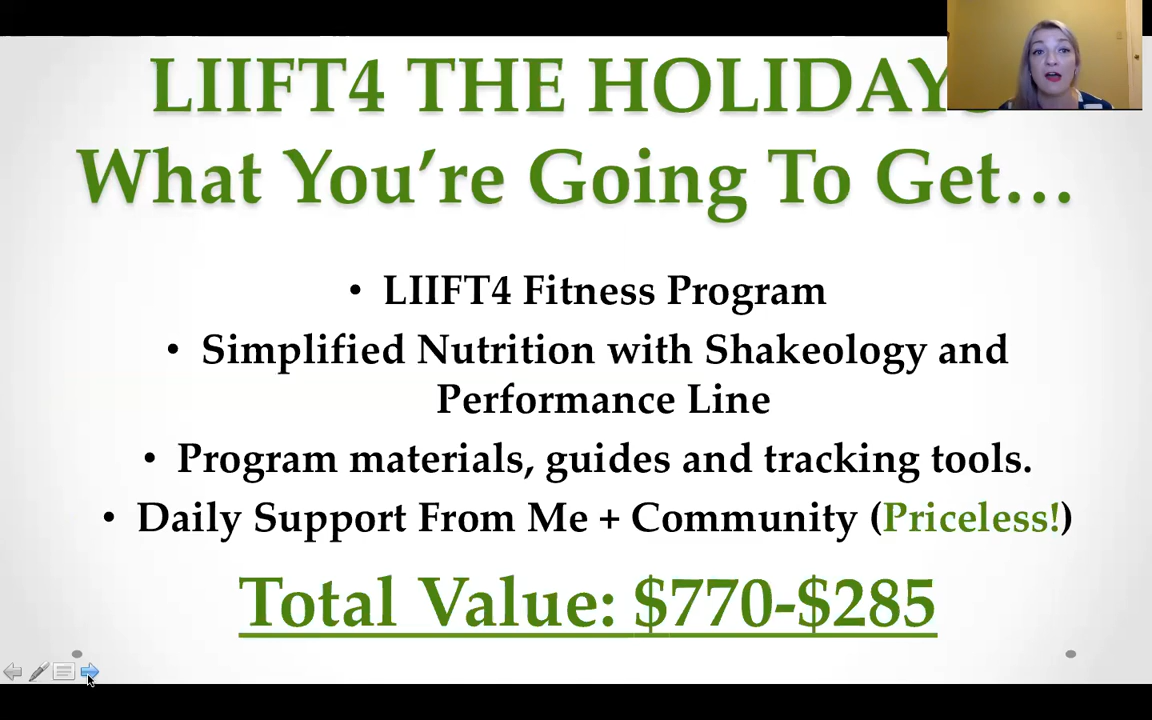 LIIFT4 THE HOLIDAYS
What You’re Going To Get…
• LIIFT4 Fitness Program
• Simplified Nutrition with Shakeology and
Performance Line
• Program materials, guides and tracking tools.
• Daily Support From Me + Community (Priceless!)
Total Value: $770-$285